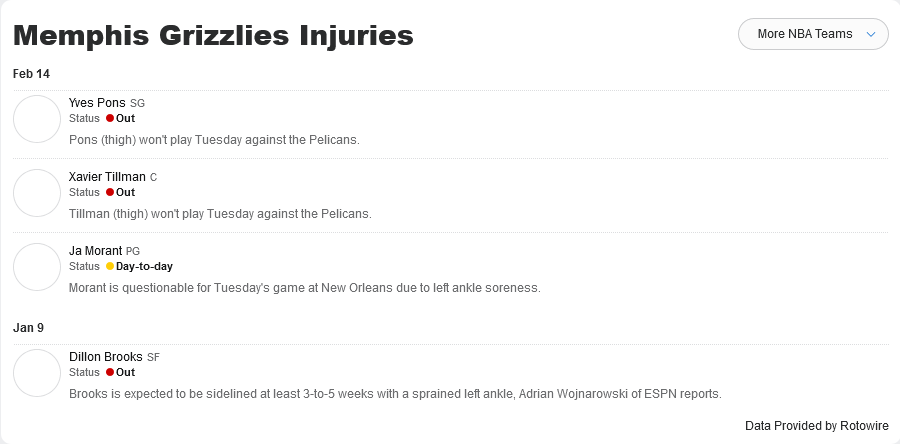 Memphis Grizzlies Injuries
More NBA Teams
Feb 14
Yves Pons SG
Status Out
Pons (thigh) won't play Tuesday against the Pelicans.
Xavier Tillman C
Status Out
Tillman (thigh) won't play Tuesday against the Pelicans.
Ja Morant PG
Status Day-to-day
Morant is questionable for Tuesday's game at New Orleans due to left ankle soreness.
Jan 9
Dillon Brooks SF
Status Out
Brooks is expected to be sidelined at least 3-to-5 weeks with a sprained left ankle, Adrian Wojnarowski of ESPN reports.
Data Provided by Rotowire